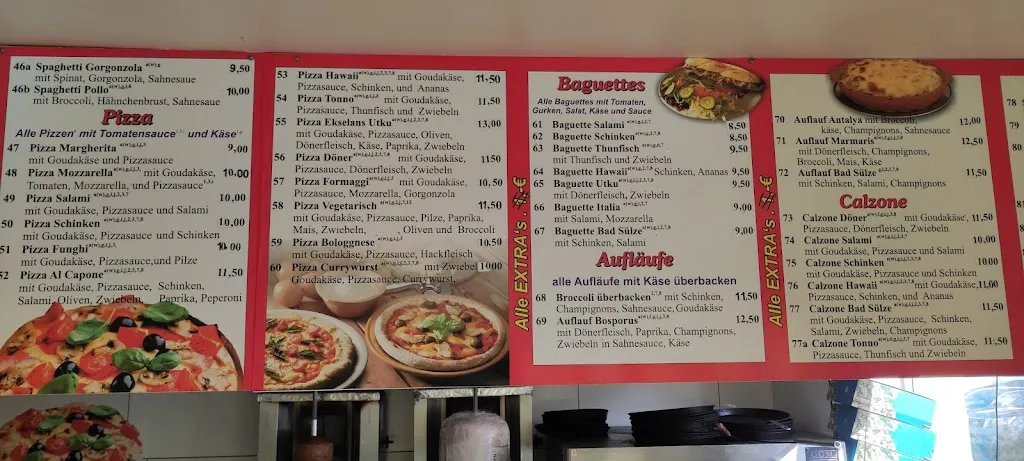 46a Spaghetti Gorgonzola 9,50
mit Spinat, Gorgonzola, Sahnesaue
46b Spaghetti Pollo 10,00
mit Broccoli, Hähnchenbrust, Sahnesaue
Pizza
Alle Pizzen mit Tomatensauce und Käse
47 Pizza Margherita 9,00
mit Goudakäse und Pizzasauce
48 Pizza Mozzarella mit Goudakäse, 10,00
Tomaten, Mozzarella, und Pizzasauce
49 Pizza Salami 10,00
mit Goudakäse, Pizzasauce und Salami
50 Pizza Schinken 10,00
mit Goudakäse, Pizzasauce und Schinken
51 Pizza Funghi 10,00
mit Goudakäse, Pizzasauce,und Pilze
52 Pizza Al Capone 11,50
mit Goudakäse, Pizzasauce, Schinken,
Salami, Oliven, Zwiebeln, Paprika, Peperoni
53 Pizza Hawaii mit Goudakäse, 11,50
Pizzasauce, Schinken, und Ananas
54 Pizza Tonno mit Goudakäse, 11,50
Pizzasauce, Thunfisch und Zwiebeln
55 Pizza Ekselans Utku 13,00
mit Goudakäse, Pizzasauce, Oliven,
Dönerfleisch, Käse, Paprika, Zwiebeln
56 Pizza Döner mit Goudakäse, 1150
Pizzasauce, Dönerfleisch, Zwiebeln
57 Pizza Formaggi mit Goudakäse, 10,50
Pizzasauce, Mozzarella, Gorgonzola
58 Pizza Vegetarisch 11,50
mit Goudakäse, Pizzasauce, Pilze, Paprika,
Mais, Zwiebeln, , Oliven und Broccoli
59 Pizza Bolognese 10.50
mit Goudakäse, Pizzasauce, Hackfleisch
60 Pizza Currywurst mit Zwiebel 1000
Goudakäse, Pizzasauce, Currywurst,
Alle EXTRA's . €
Baguettes
Alle Baguettes mit Tomaten,
Gurken, Salat, Käse und Sauce
61 Baguette Salami 8.50
62 Baguette Schinken 8.50
63 Baguette Thunfisch 9,50
mit Thunfisch und Zwiebeln
64 Baguette Hawaii Schinken, Ananas 9,50
65 Baguette Utku 9,50
mit Dönerfleisch, Zwiebeln
66 Baguette Italia 9,00
mit Salami, Mozzarella
67 Baguette Bad Sülze 9,00
mit Schinken, Salami
Aufläufe
alle Aufläufe mit Käse überbacken
68 Broccoli überbacken mit Schinken, 11,50
Champignons, Sahnesauce,Goudakäse
69 Auflauf Bosporus 12,50
mit Dönerfleisch, Paprika, Champignons,
Zwiebeln in Sahnesauce, Käse
Alle EXTRA's . €
70 Auflauf Antalya mit Broccoli, 12,00
käse, Champignons, Sahnesauce
71 Auflauf Marmaris 12,50
mit Dönerfleisch, Champignons,
Broccoli, Mais, Käse
72 Auflauf Bad Sülze 11,50
mit Schinken, Salami, Champignons
Calzone
73 Calzone Döner mit Goudakäse, 11,50
Pizzasauce, Dönerfleisch, Zwiebeln
74 Calzone Salami 10,00
mit Goudakäse, Pizzasauce und Salami
75 Calzone Schinken 10.00
mit Goudakäse, Pizzasauce und Schinken
76 Calzone Hawaii mit Goudakäse, 11,00
Pizzasauce, Schinken, und Ananas
77 Calzone Bad Sülze 11,50
mit Goudakäse, Pizzasauce, Schinken,
Salami, Zwiebeln, Champignons
77a Calzone Tonno mit Goudakäse, 11,50
Pizzasauce, Thunfisch und Zwiebeln
78
79
80